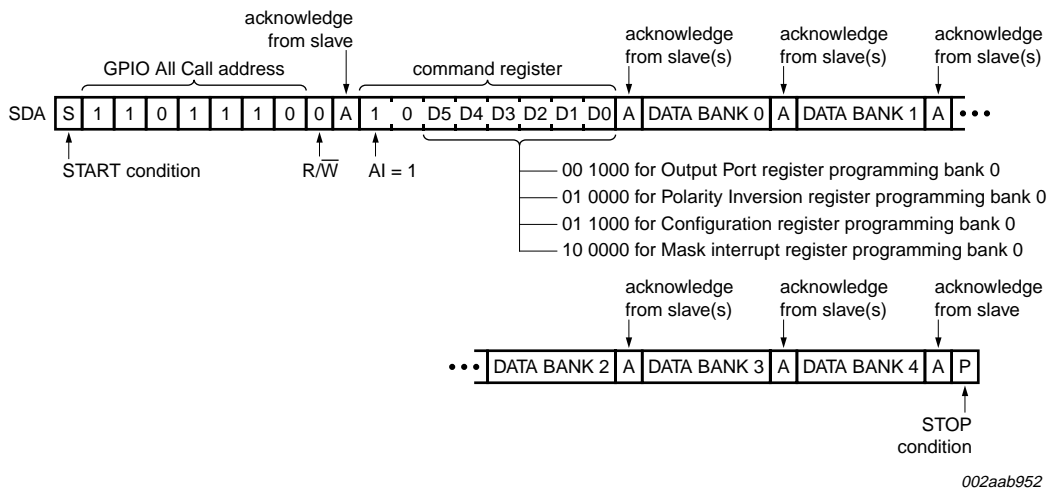 acknowledge
from slave
acknowledge
from slave(s)
acknowledge
from slave(s)
acknowledge
from slave(s)
GPIO All Call address
command register
SDA S 1 1 0 1 1 1 0 0 A 1 0 D5 D4 D3 D2 D1 D0 A DATA BANK 0 A DATA BANK 1 A •••
START condition
R/W̅
AI = 1
00 1000 for Output Port register programming bank 0
01 0000 for Polarity Inversion register programming bank 0
01 1000 for Configuration register programming bank 0
10 0000 for Mask interrupt register programming bank 0
acknowledge
from slave(s)
acknowledge
from slave(s)
acknowledge
from slave
••• DATA BANK 2 A DATA BANK 3 A DATA BANK 4 A P
STOP
condition
002aab952